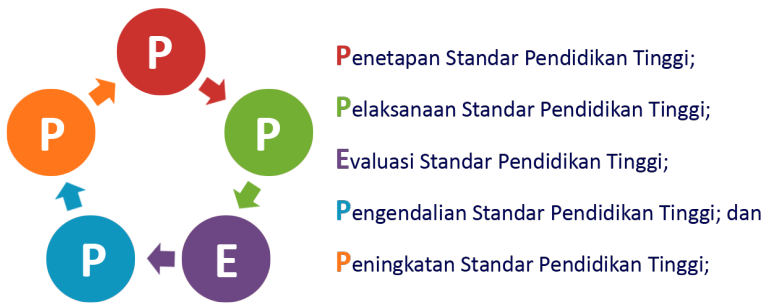 P
P
E
P
P
Penetapan Standar Pendidikan Tinggi;
Pelaksanaan Standar Pendidikan Tinggi;
Evaluasi Standar Pendidikan Tinggi;
Pengendalian Standar Pendidikan Tinggi; dan
Peningkatan Standar Pendidikan Tinggi;